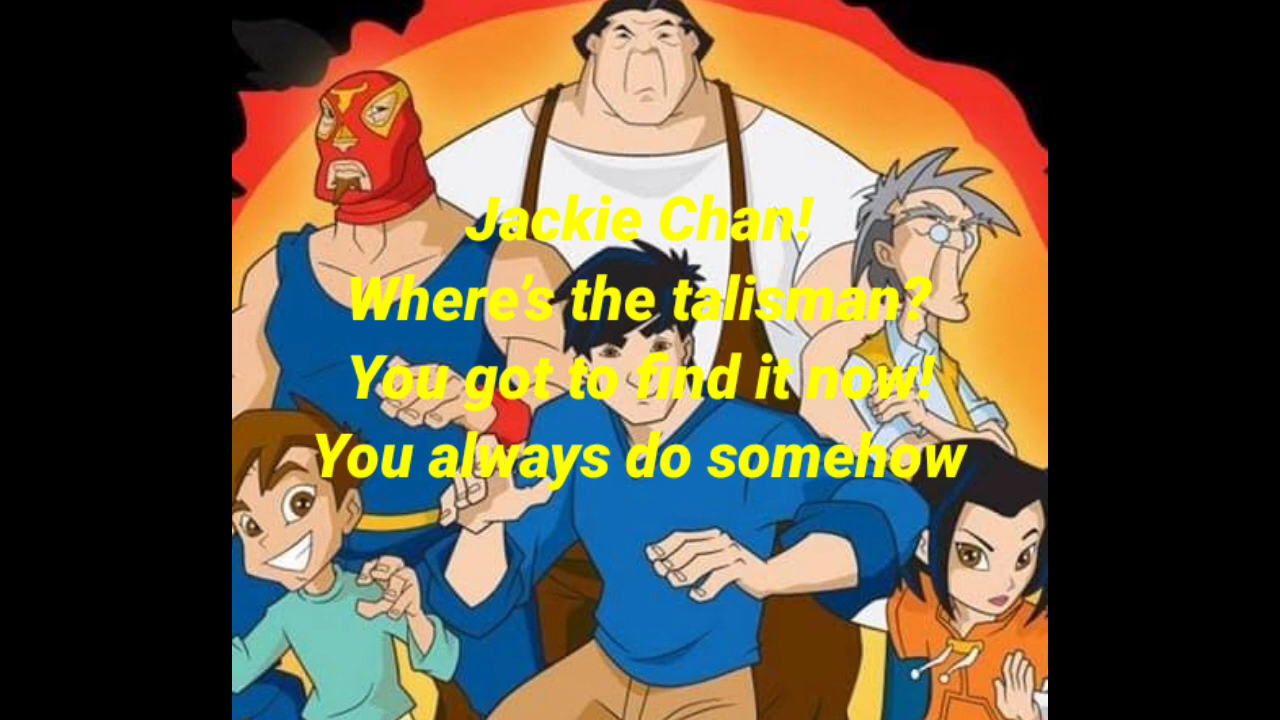 Jackie Chan!
Where's the talisman?
You got to find it now!
You always do somehow